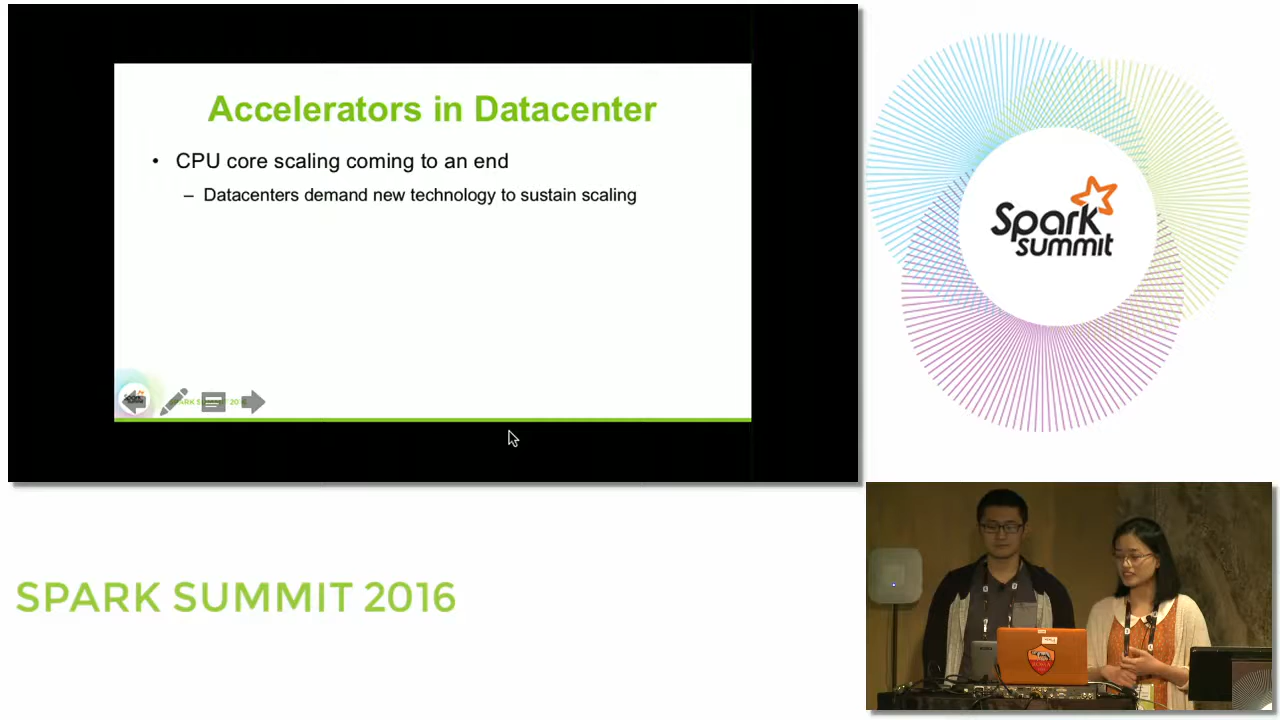 Accelerators in Datacenter
• CPU core scaling coming to an end
– Datacenters demand new technology to sustain scaling
Spark
summit
SPARK SUMMIT 2016
ROMA